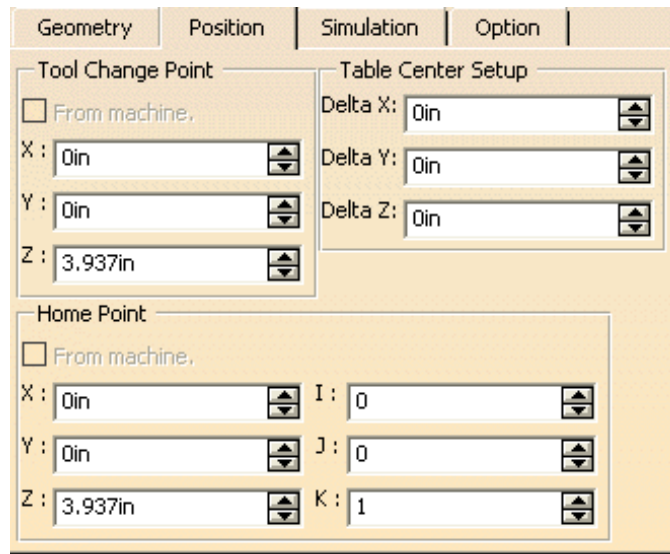 Geometry Position Simulation Option
Tool Change Point
From machine.
X : 0in
Y : 0in
Z : 3.937in
Table Center Setup
Delta X: 0in
Delta Y: 0in
Delta Z: 0in
Home Point
From machine.
X : 0in I : 0
Y : 0in J : 0
Z : 3.937in K : 1